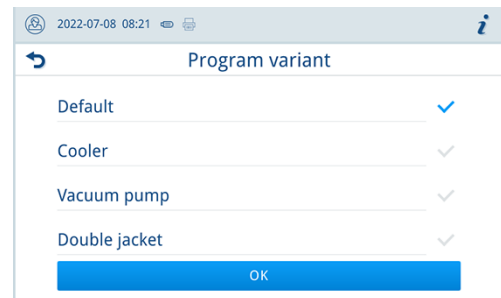 2022-07-08 08:21
i
Program variant
Default
Cooler
Vacuum pump
Double jacket
OK